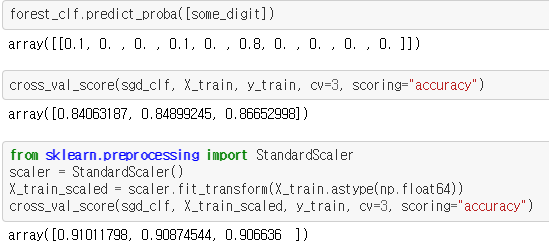 forest_clf.predict_proba([some_digit])
array([[0.1, 0. , 0. , 0.1, 0. , 0.8, 0. , 0. , 0. , 0. ]])
cross_val_score(sgd_clf, X_train, y_train, cv=3, scoring="accuracy")
array([0.84063187, 0.84899245, 0.86652998])
from sklearn.preprocessing import StandardScaler
scaler = StandardScaler()
X_train_scaled = scaler.fit_transform(X_train.astype(np.float64))
cross_val_score(sgd_clf, X_train_scaled, y_train, cv=3, scoring="accuracy")
array([0.91011798, 0.90874544, 0.906636  ])